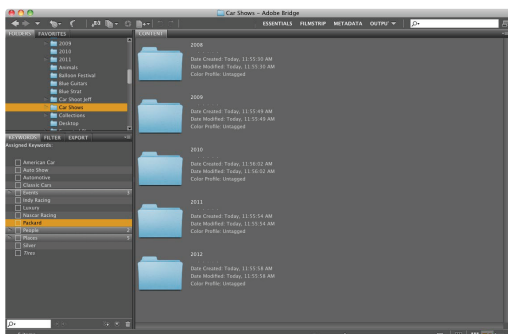 Car Shows – Adobe Bridge
ESSENTIALS FILMSTRIP METADATA OUTPUT
FOLDERS FAVORITES
2009
2010
2011
Animals
Balloon Festival
Blue Guitars
Blue Strat
Car Shoot Jeff
Car Shows
Collections
Desktop
KEYWORDS FILTER EXPORT
Assigned Keywords:
American Car
Auto Show
Automotive
Classic Cars
Events 3
Indy Racing
Luxury
Nascar Racing
Packard
People 2
Places 5
Silver
Tires
CONTENT
2008
Date Created: Today, 11:55:30 AM
Date Modified: Today, 11:55:30 AM
Color Profile: Untagged
2009
Date Created: Today, 11:55:49 AM
Date Modified: Today, 11:55:49 AM
Color Profile: Untagged
2010
Date Created: Today, 11:56:02 AM
Date Modified: Today, 11:56:02 AM
Color Profile: Untagged
2011
Date Created: Today, 11:55:54 AM
Date Modified: Today, 11:55:54 AM
Color Profile: Untagged
2012
Date Created: Today, 11:55:58 AM
Date Modified: Today, 11:55:58 AM
Color Profile: Untagged